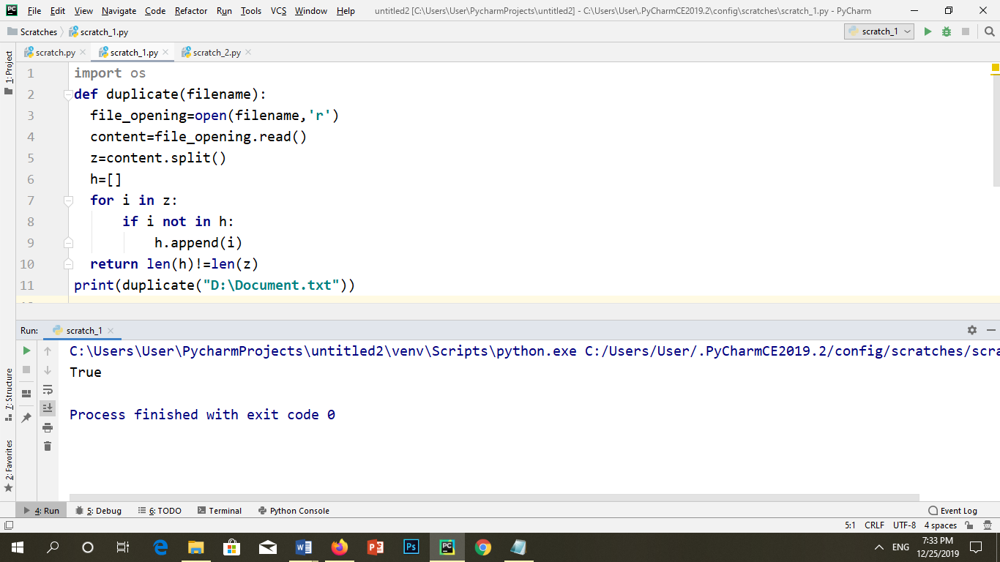 File Edit View Navigate Code Refactor Run Tools VCS Window Help untitled2 [C:\Users\User\PycharmProjects\untitled2] - C:\Users\User\.PyCharmCE2019.2\config\scratches\scratch_1.py - PyCharm
Scratches scratch_1.py scratch_1
scratch.py scratch_1.py scratch_2.py
1: Project
1 import os
2 def duplicate(filename):
3 file_opening=open(filename,'r')
4 content=file_opening.read()
5 z=content.split()
6 h=[]
7 for i in z:
8 if i not in h:
9 h.append(i)
10 return len(h)!=len(z)
11 print(duplicate("D:\Document.txt"))
Run: scratch_1
C:\Users\User\PycharmProjects\untitled2\venv\Scripts\python.exe C:/Users/User/.PyCharmCE2019.2/config/scratches/scra
True
Process finished with exit code 0
7: Structure
2: Favorites
4: Run 5: Debug 6: TODO Terminal Python Console Event Log
5:1 CRLF UTF-8 4 spaces
ENG 7:33 PM
12/25/2019